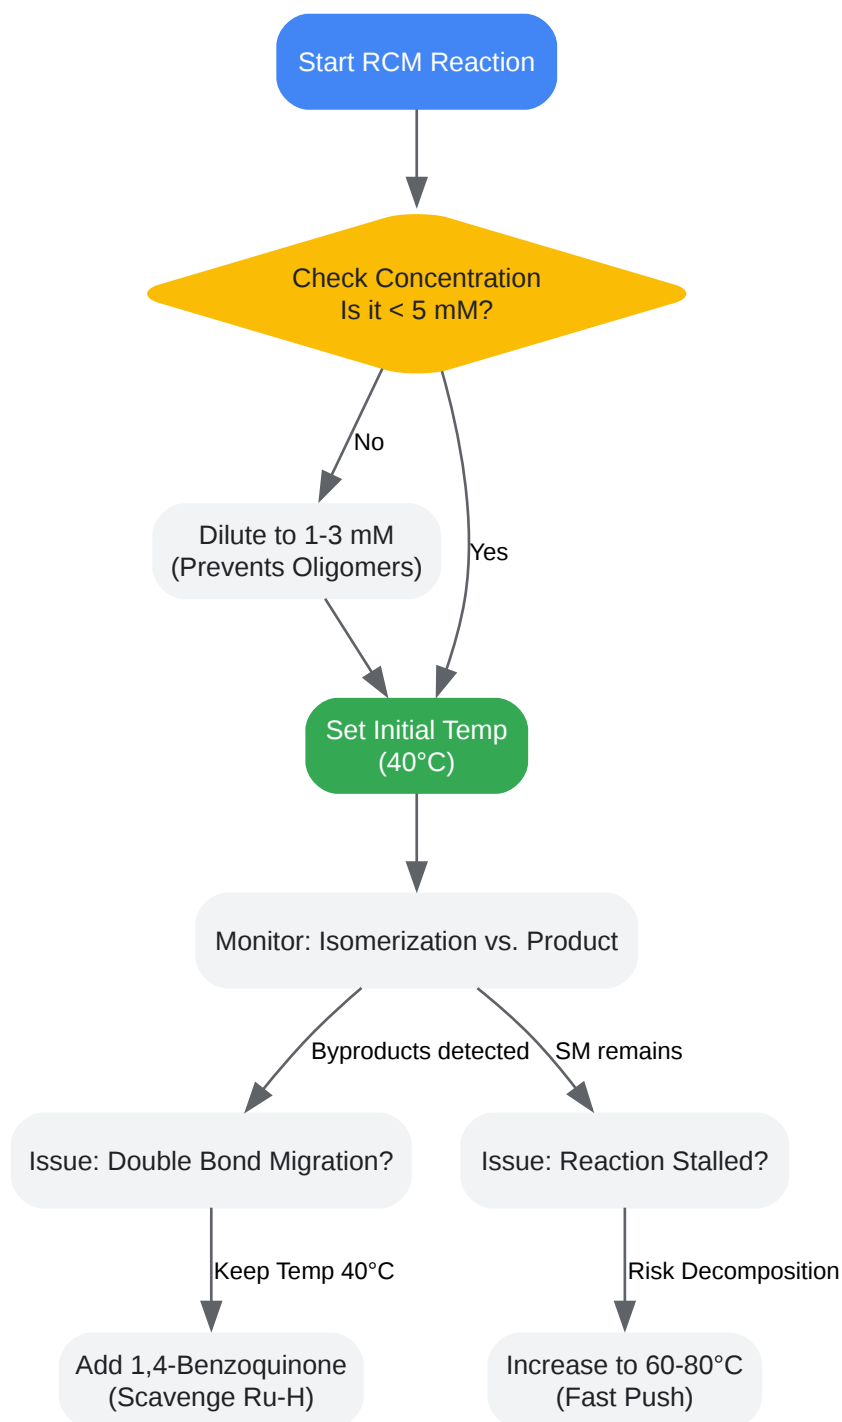 Start RCM Reaction
Check Concentration
Is it < 5 mM?
No
Yes
Dilute to 1-3 mM
(Prevents Oligomers)
Set Initial Temp
(40°C)
Monitor: Isomerization vs. Product
Byproducts detected
SM remains
Issue: Double Bond Migration?
Issue: Reaction Stalled?
Keep Temp 40°C
Risk Decomposition
Add 1,4-Benzoquinone
(Scavenge Ru-H)
Increase to 60-80°C
(Fast Push)